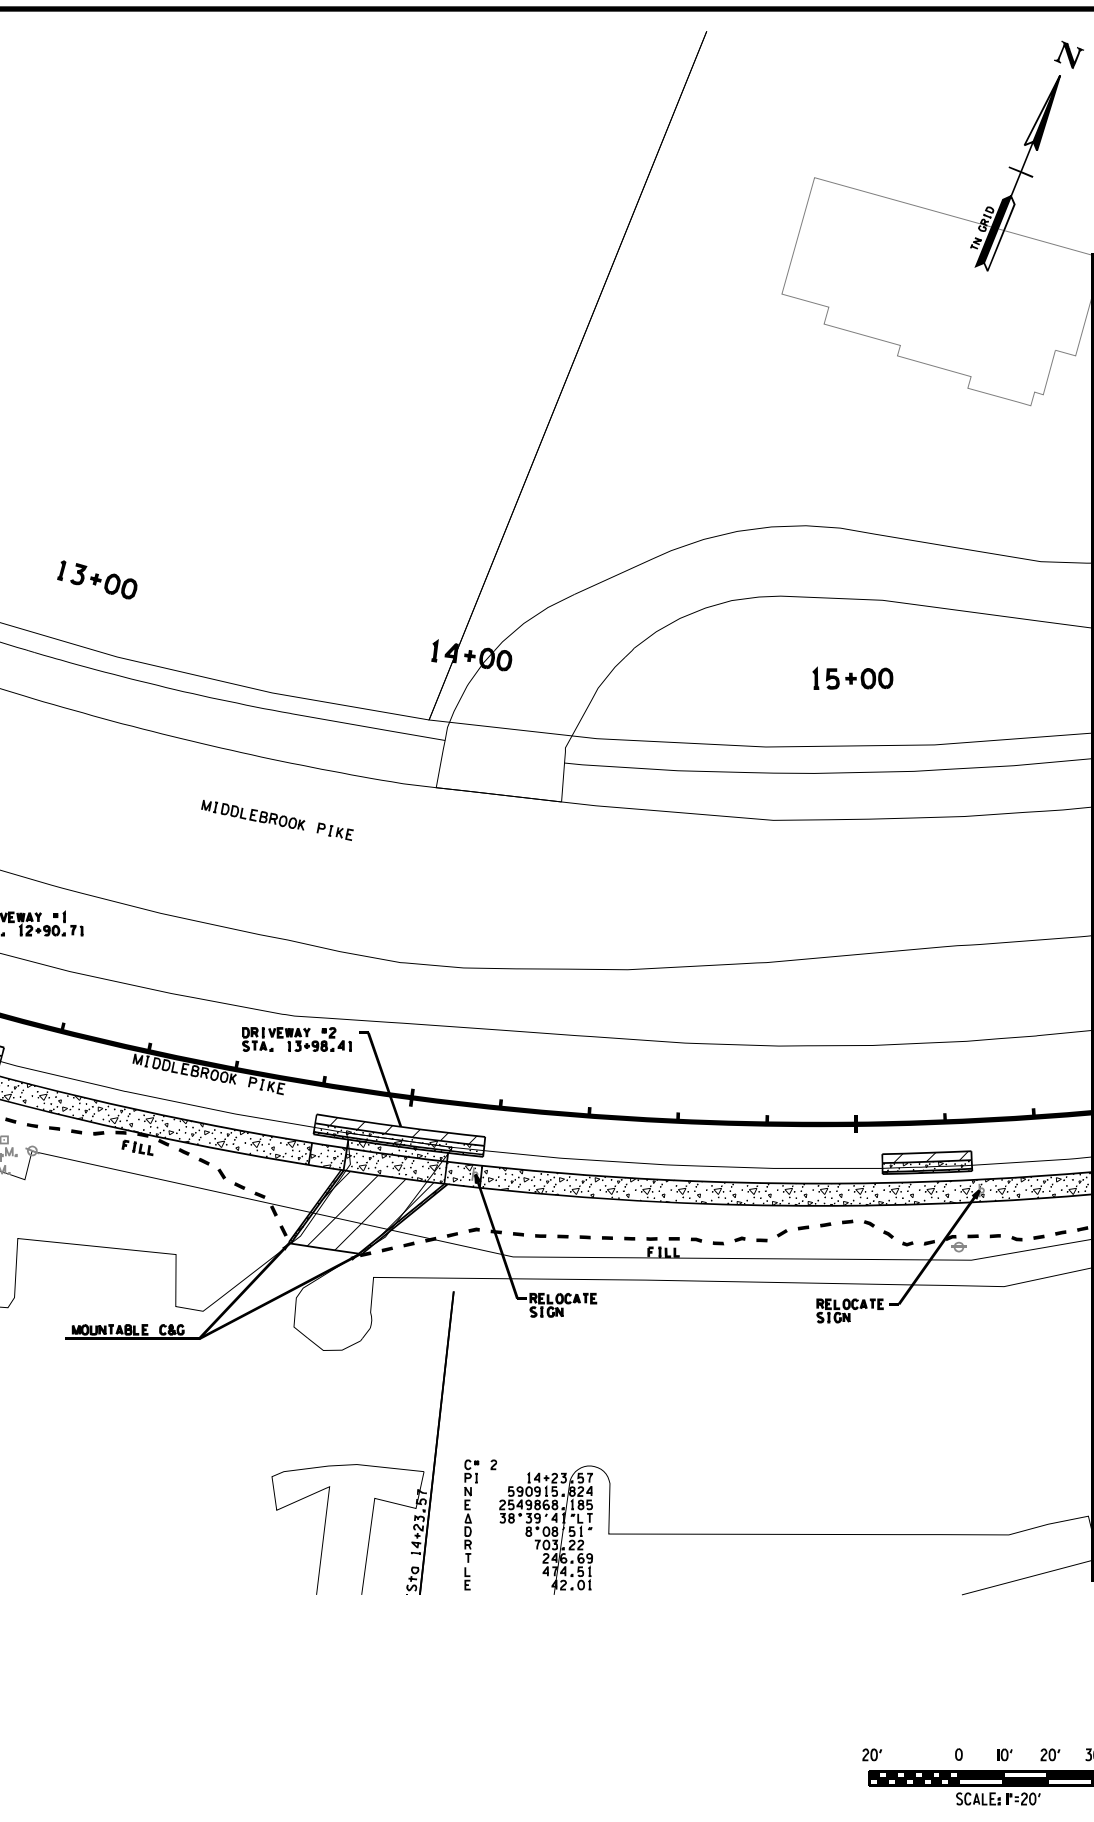 N
TN GRID
13+00
14+00
15+00
MIDDLEBROOK PIKE
VEWAY #1
. 12+90.71
DRIVEWAY #2
STA. 13+98.41
MIDDLEBROOK PIKE
FILL
M.
FILL
RELOCATE
SIGN
RELOCATE
SIGN
MOUNTABLE C&G
Sta 14+23.57
C# 2
PI 14+23.57
N 590915.824
E 2549868.185
Δ 38°39'41"LT
D 8°08'51"
R 703.22
T 246.69
L 474.51
E 42.01
20' 0 10' 20'
SCALE: 1"=20'